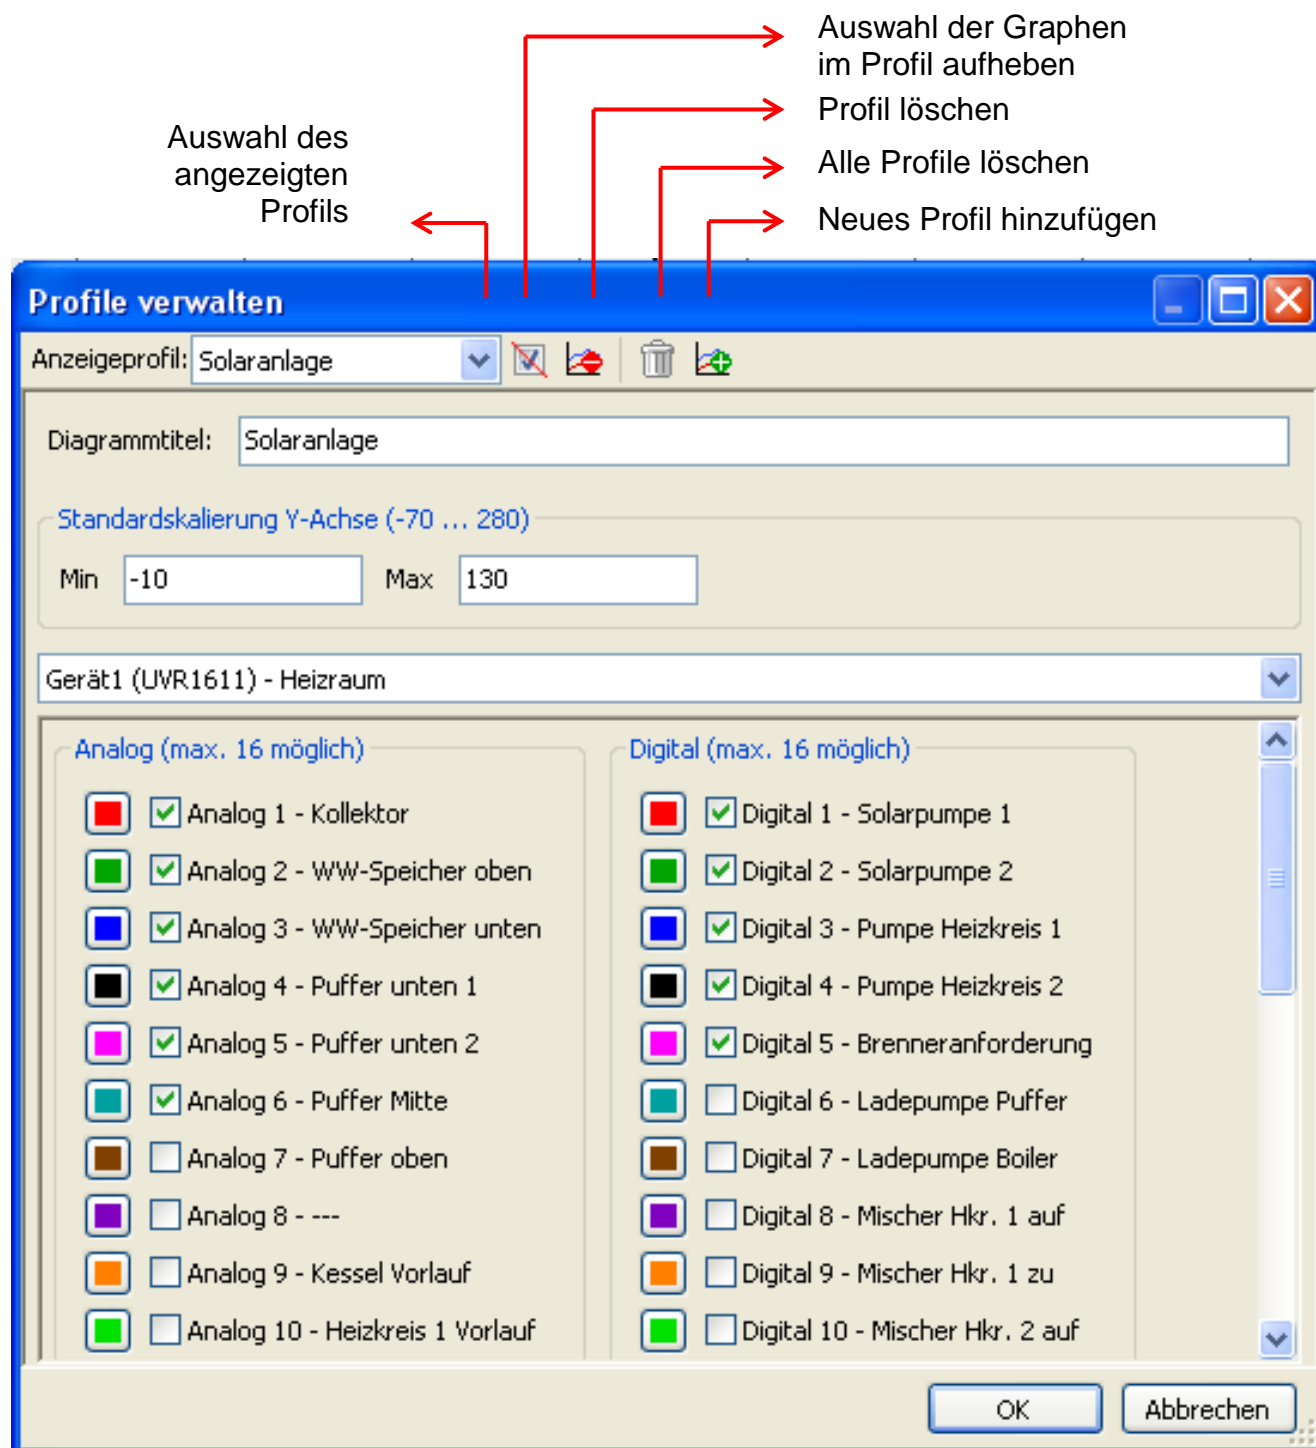 Auswahl der Graphen
im Profil aufheben
Profil löschen
Alle Profile löschen
Neues Profil hinzufügen
Auswahl des
angezeigten
Profils
Profile verwalten
Anzeigeprofil: Solaranlage
Diagrammtitel: Solaranlage
Standardskalierung Y-Achse (-70 ... 280)
Min -10 Max 130
Gerät1 (UVR1611) - Heizraum
Analog (max. 16 möglich)
Analog 1 - Kollektor
Analog 2 - WW-Speicher oben
Analog 3 - WW-Speicher unten
Analog 4 - Puffer unten 1
Analog 5 - Puffer unten 2
Analog 6 - Puffer Mitte
Analog 7 - Puffer oben
Analog 8 - ---
Analog 9 - Kessel Vorlauf
Analog 10 - Heizkreis 1 Vorlauf
Digital (max. 16 möglich)
Digital 1 - Solarpumpe 1
Digital 2 - Solarpumpe 2
Digital 3 - Pumpe Heizkreis 1
Digital 4 - Pumpe Heizkreis 2
Digital 5 - Brenneranforderung
Digital 6 - Ladepumpe Puffer
Digital 7 - Ladepumpe Boiler
Digital 8 - Mischer Hkr. 1 auf
Digital 9 - Mischer Hkr. 1 zu
Digital 10 - Mischer Hkr. 2 auf
OK
Abbrechen